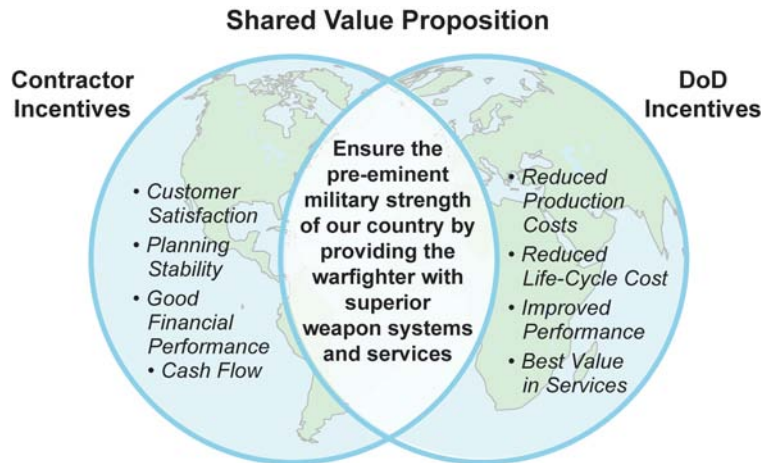 Shared Value Proposition
Contractor
Incentives
• Customer
Satisfaction
• Planning
Stability
• Good
Financial
Performance
• Cash Flow
Ensure the
pre-eminent
military strength
of our country by
providing the
warfighter with
superior
weapon systems
and services
DoD
Incentives
• Reduced
Production
Costs
• Reduced
Life-Cycle Cost
• Improved
Performance
• Best Value
in Services